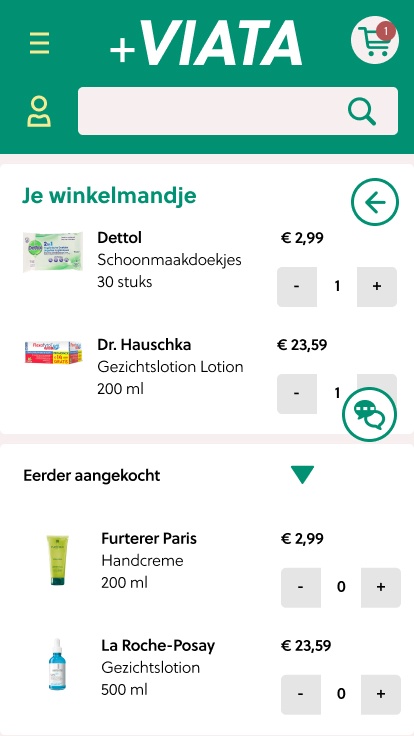 +VIATA
1
Je winkelmandje
Dettol
€ 2,99
Schoonmaakdoekjes
30 stuks
- 1 +
Dr. Hauschka
€ 23,59
Gezichtslotion Lotion
200 ml
- 1
Eerder aangekocht
Furterer Paris
€ 2,99
Handcreme
200 ml
- 0 +
La Roche-Posay
€ 23,59
Gezichtslotion
500 ml
- 0 +